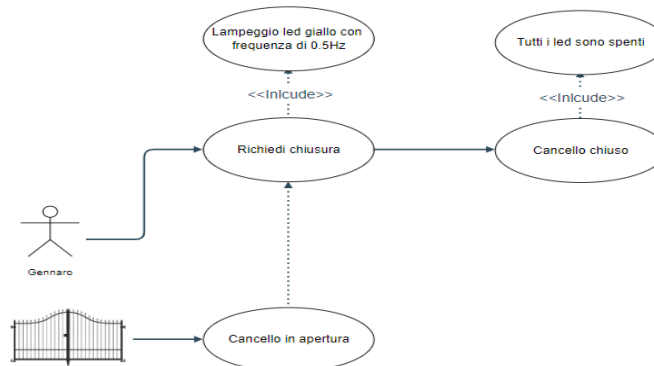 Lampeggio led giallo con
frequenza di 0.5Hz
Tutti i led sono spenti
<<Inlcude>>
<<Inlcude>>
Richiedi chiusura
Cancello chiuso
Gennaro
Cancello in apertura